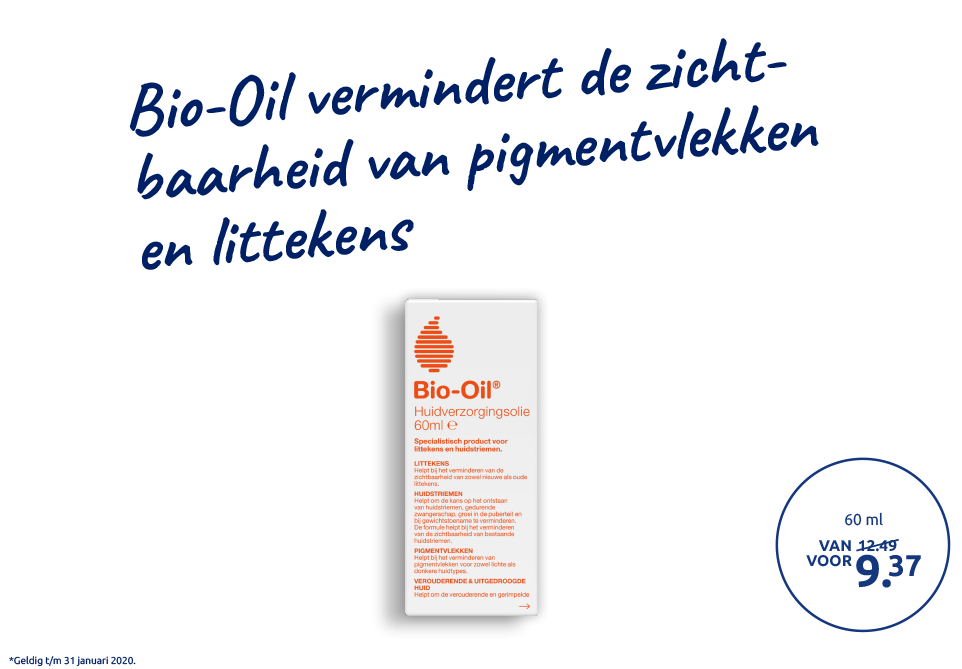 Bio-Oil vermindert de zicht-
baarheid van pigmentvlekken
en littekens
Bio-Oil®
Huidverzorgingsolie
60ml ℮
Specialistisch product voor
littekens en huidstriemen.
LITTEKENS
Helpt bij het verminderen van de
zichtbaarheid van zowel nieuwe als oude
littekens.
HUIDSTRIEMEN
Helpt om de kans op het ontstaan
van huidstriemen, gedurende
zwangerschap, groei in de puberteit en
bij gewichtstoename te verminderen.
De formule helpt bij het verminderen
van de zichtbaarheid van bestaande
huidstriemen.
PIGMENTVLEKKEN
Helpt bij het verminderen van
pigmentvlekken voor zowel lichte als
donkere huidtypes.
VEROUDERENDE & UITGEDROOGDE
HUID
Helpt om de verouderende en gerimpelde
60 ml
VAN 12.49
VOOR 9.37
*Geldig t/m 31 januari 2020.